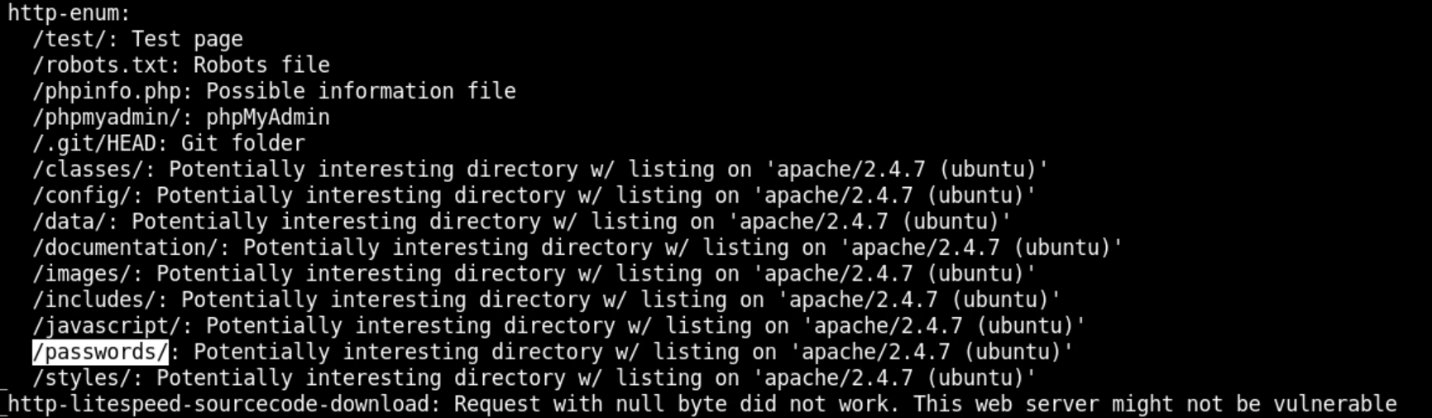 http-enum:
/test/: Test page
/robots.txt: Robots file
/phpinfo.php: Possible information file
/phpmyadmin/: phpMyAdmin
/.git/HEAD: Git folder
/classes/: Potentially interesting directory w/ listing on 'apache/2.4.7 (ubuntu)'
/config/: Potentially interesting directory w/ listing on 'apache/2.4.7 (ubuntu)'
/data/: Potentially interesting directory w/ listing on 'apache/2.4.7 (ubuntu)'
/documentation/: Potentially interesting directory w/ listing on 'apache/2.4.7 (ubuntu)'
/images/: Potentially interesting directory w/ listing on 'apache/2.4.7 (ubuntu)'
/includes/: Potentially interesting directory w/ listing on 'apache/2.4.7 (ubuntu)'
/javascript/: Potentially interesting directory w/ listing on 'apache/2.4.7 (ubuntu)'
/passwords/: Potentially interesting directory w/ listing on 'apache/2.4.7 (ubuntu)'
/styles/: Potentially interesting directory w/ listing on 'apache/2.4.7 (ubuntu)'
_http-litespeed-sourcecode-download: Request with null byte did not work. This web server might not be vulnerable